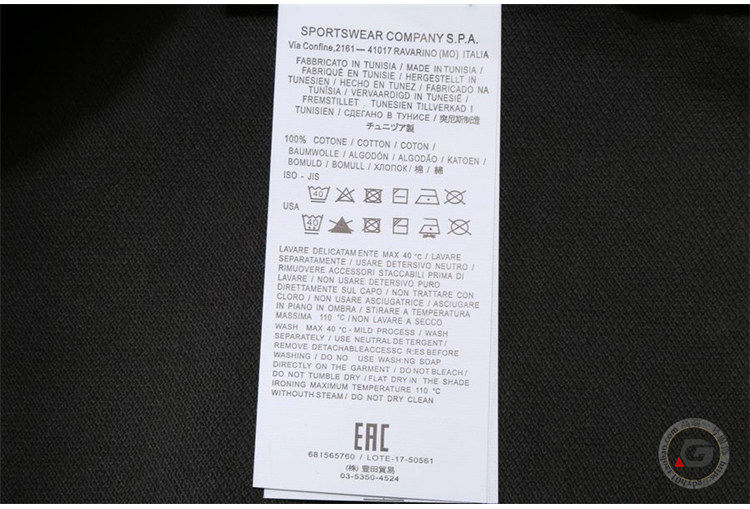 SPORTSWEAR COMPANY S.P.A.
Via Confine,2161— 41017 RAVARINO (MO) ITALIA
FABBRICATO IN TUNISIA / MADE IN TUNISIA /
FABRIQUÉ EN TUNISIE / HERGESTELLT IN
TUNESIEN / HECHO EN TUNEZ / FABRICADO NA
TUNÍSIA / VERVAARDIGD IN TUNESIË /
FREMSTILLET TUNESIEN TILLVERKAD I
TUNISIEN / СДЕГАНО В ТУНИСЕ / 突尼斯制造
チュニヅア製
100% COTONE / COTTON / COTON /
BAUMWOLLE / ALGODÓN / ALGODÃO / KATOEN /
BOMULD / BOMULL / ХЛОПОК/ 棉 / 綿
ISO - JIS
40
USA
40
LAVARE DELICATAM ENTE MAX 40 °C / LAVARE
SEPARATAMENTE / USARE DETERSIVO NEUTRO /
RIMUOVERE ACCESSORI STACCABILI PRIMA DI
LAVARE / NON USARE DETERSIVO PURO
DIRETTAMENTE SUL CAPO / NON TRATTARE CON
CLORO / NON USARE ASCIUGATRICE / ASCIUGARE
IN PIANO IN OMBRA / STIRARE A TEMPERATURA
MASSIMA 110 °C / NON LAVARE A SECCO
WASH MAX 40 °C - MILD PROCESS / WASH
SEPARATELY / USE NEUTRAL DE TERGENT/
REMOVE DETACHABLEACCESSC R:ES BEFORE
WASHING / DO NO USE WASH:NG SOAP
DIRECTLY ON THE GARMENT / DO NOT BLEACH/
DO NOT TUMBLE DRY / FLAT DRY IN THE SHADE
IRONING MAXIMUM TEMPERATURE 110 °C
WITHOUTH STEAM / DO NOT DRY CLEAN
EAC
681565760 / LOTE-17-50561
(株) 豊田貿易
03-5350-4524